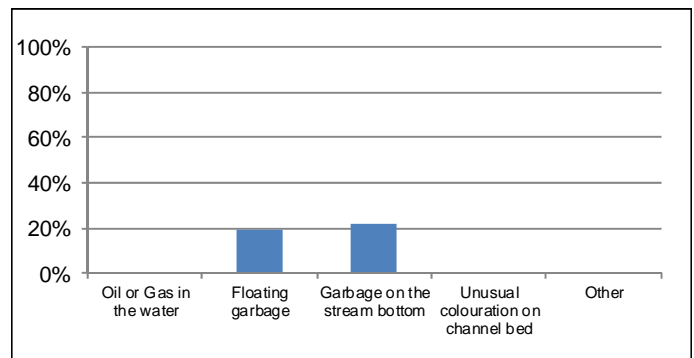 100%
80%
60%
40%
20%
0%
Oil or Gas in
the water
Floating
garbage
Garbage on the
stream bottom
Unusual
colouration on
channel bed
Other